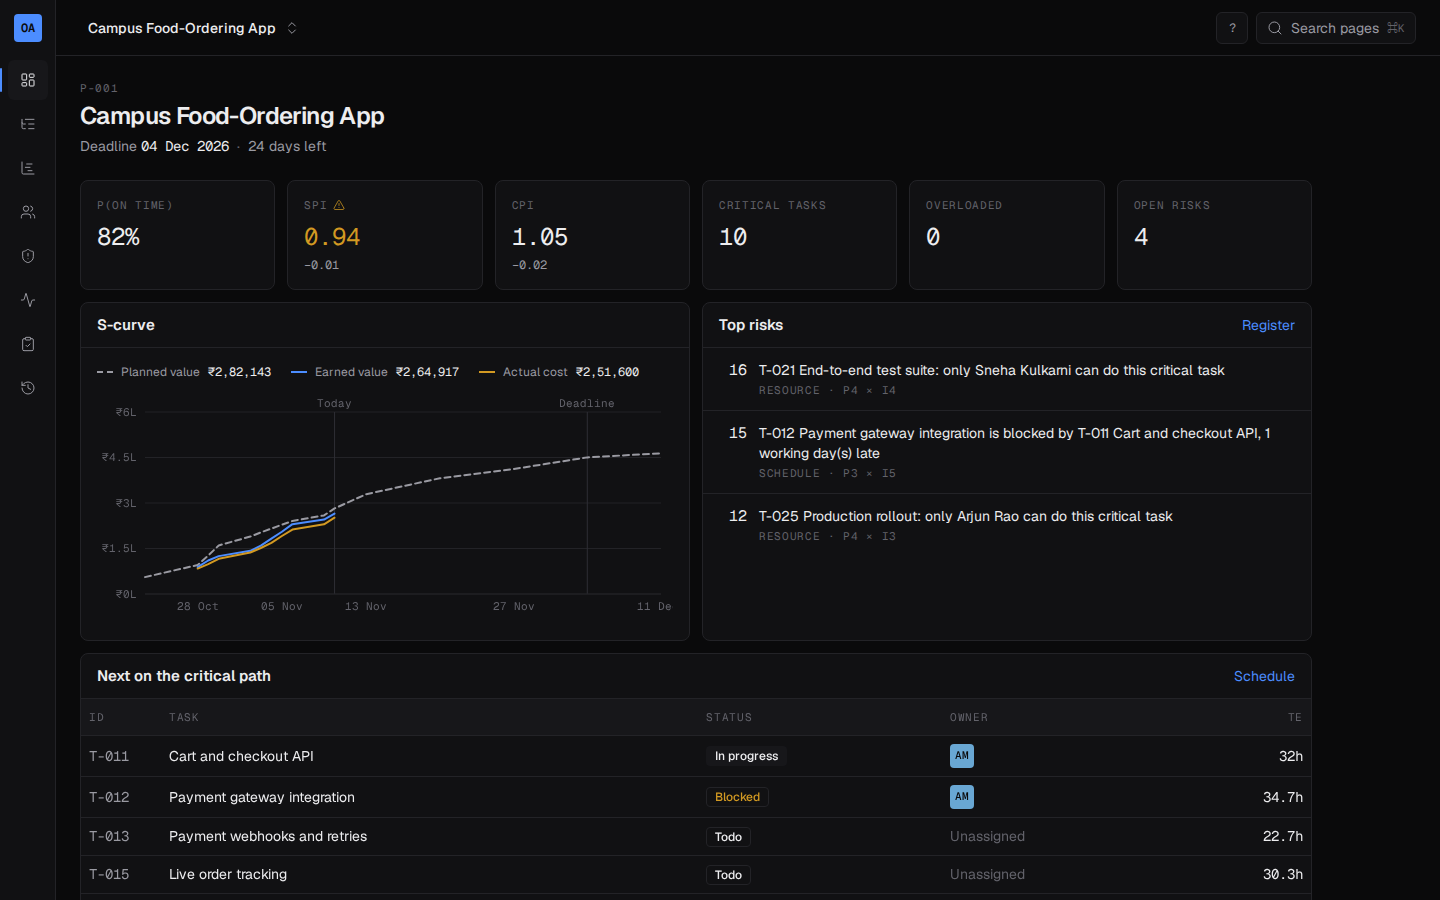 OA
Campus Food-Ordering App
?
Search pages ⌘K
P-001
Campus Food-Ordering App
Deadline 04 Dec 2026 · 24 days left
P(ON TIME)
82%
SPI
0.94
−0.01
CPI
1.05
−0.02
CRITICAL TASKS
10
OVERLOADED
0
OPEN RISKS
4
S-curve
Planned value ₹2,82,143
Earned value ₹2,64,917
Actual cost ₹2,51,600
Today
Deadline
₹6L
₹4.5L
₹3L
₹1.5L
₹0L
28 Oct
05 Nov
13 Nov
27 Nov
11 De
Top risks
Register
16 T-021 End-to-end test suite: only Sneha Kulkarni can do this critical task
RESOURCE · P4 × I4
15 T-012 Payment gateway integration is blocked by T-011 Cart and checkout API, 1
working day(s) late
SCHEDULE · P3 × I5
12 T-025 Production rollout: only Arjun Rao can do this critical task
RESOURCE · P4 × I3
Next on the critical path
Schedule
ID TASK STATUS OWNER TE
T-011 Cart and checkout API In progress AM 32h
T-012 Payment gateway integration Blocked AM 34.7h
T-013 Payment webhooks and retries Todo Unassigned 22.7h
T-015 Live order tracking Todo Unassigned 30.3h